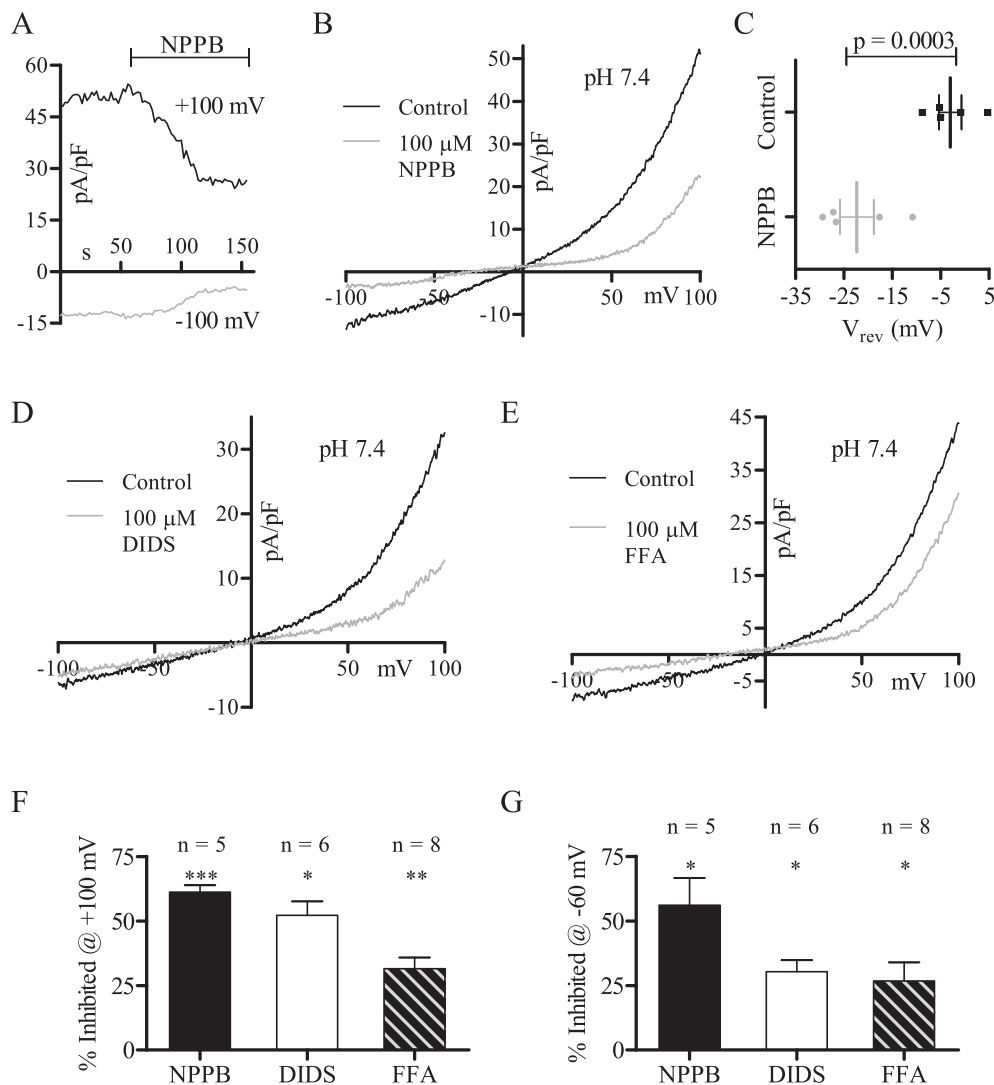 A
NPPB
60
45
30
15
0
-15
pA/pF
+100 mV
s
50
100
150
-100 mV
B
50
40
30
20
10
-10
pA/pF
pH 7.4
Control
100 μM
NPPB
-100
-50
50
mV
100
C
p = 0.0003
Control
NPPB
-35
-25
-15
-5
5
Vrev (mV)
D
30
20
10
-10
pA/pF
pH 7.4
Control
100 μM
DIDS
-100
-50
50
mV
100
E
45
35
25
15
5
-5
pA/pF
pH 7.4
Control
100 μM
FFA
-100
-50
50
mV
100
F
% Inhibited @ +100 mV
75
50
25
0
n = 5
n = 6
n = 8
***
*
**
NPPB
DIDS
FFA
G
% Inhibited @ -60 mV
75
50
25
0
n = 5
n = 6
n = 8
*
*
*
NPPB
DIDS
FFA